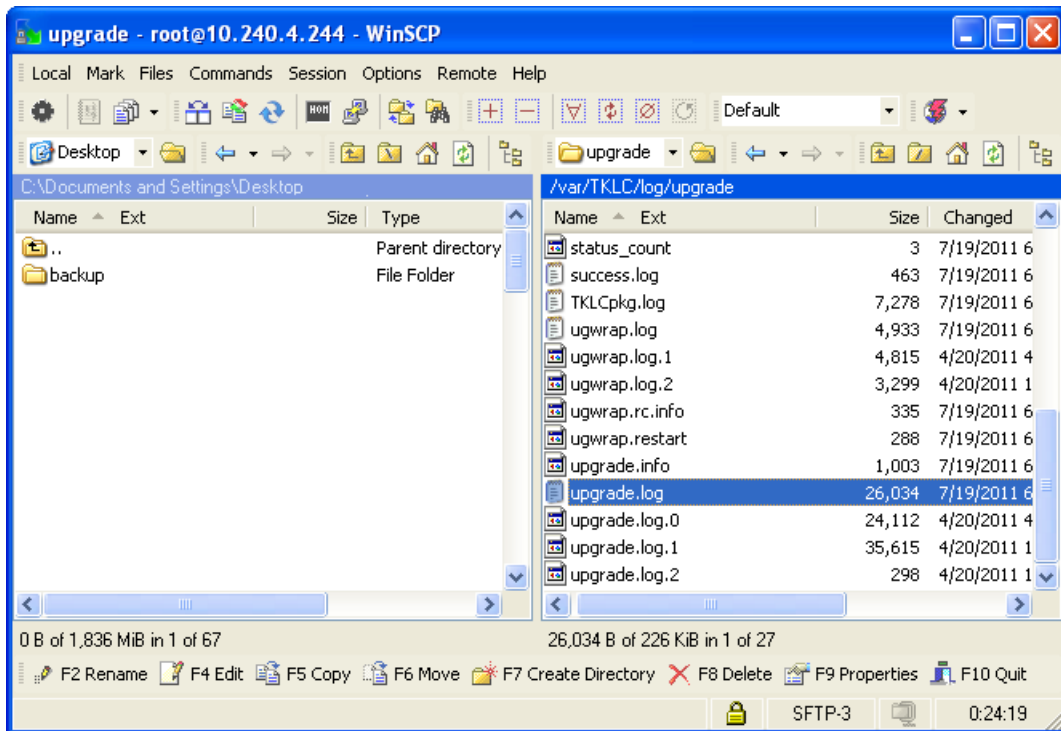 upgrade - root@10.240.4.244 - WinSCP
Local Mark Files Commands Session Options Remote Help
Default
Desktop
upgrade
C:\Documents and Settings\Desktop
/var/TKLC/log/upgrade
Name Ext Size Type
Name Ext Size Changed
.. Parent directory
backup File Folder
status_count 3 7/19/2011 6
success.log 463 7/19/2011 6
TKLCpkg.log 7,278 7/19/2011 6
ugwrap.log 4,933 7/19/2011 6
ugwrap.log.1 4,815 4/20/2011 4
ugwrap.log.2 3,299 4/20/2011 1
ugwrap.rc.info 335 7/19/2011 6
ugwrap.restart 288 7/19/2011 6
upgrade.info 1,003 7/19/2011 6
upgrade.log 26,034 7/19/2011 6
upgrade.log.0 24,112 4/20/2011 4
upgrade.log.1 35,615 4/20/2011 1
upgrade.log.2 298 4/20/2011 1
0 B of 1,836 MiB in 1 of 67
26,034 B of 226 KiB in 1 of 27
F2 Rename F4 Edit F5 Copy F6 Move F7 Create Directory F8 Delete F9 Properties F10 Quit
SFTP-3 0:24:19